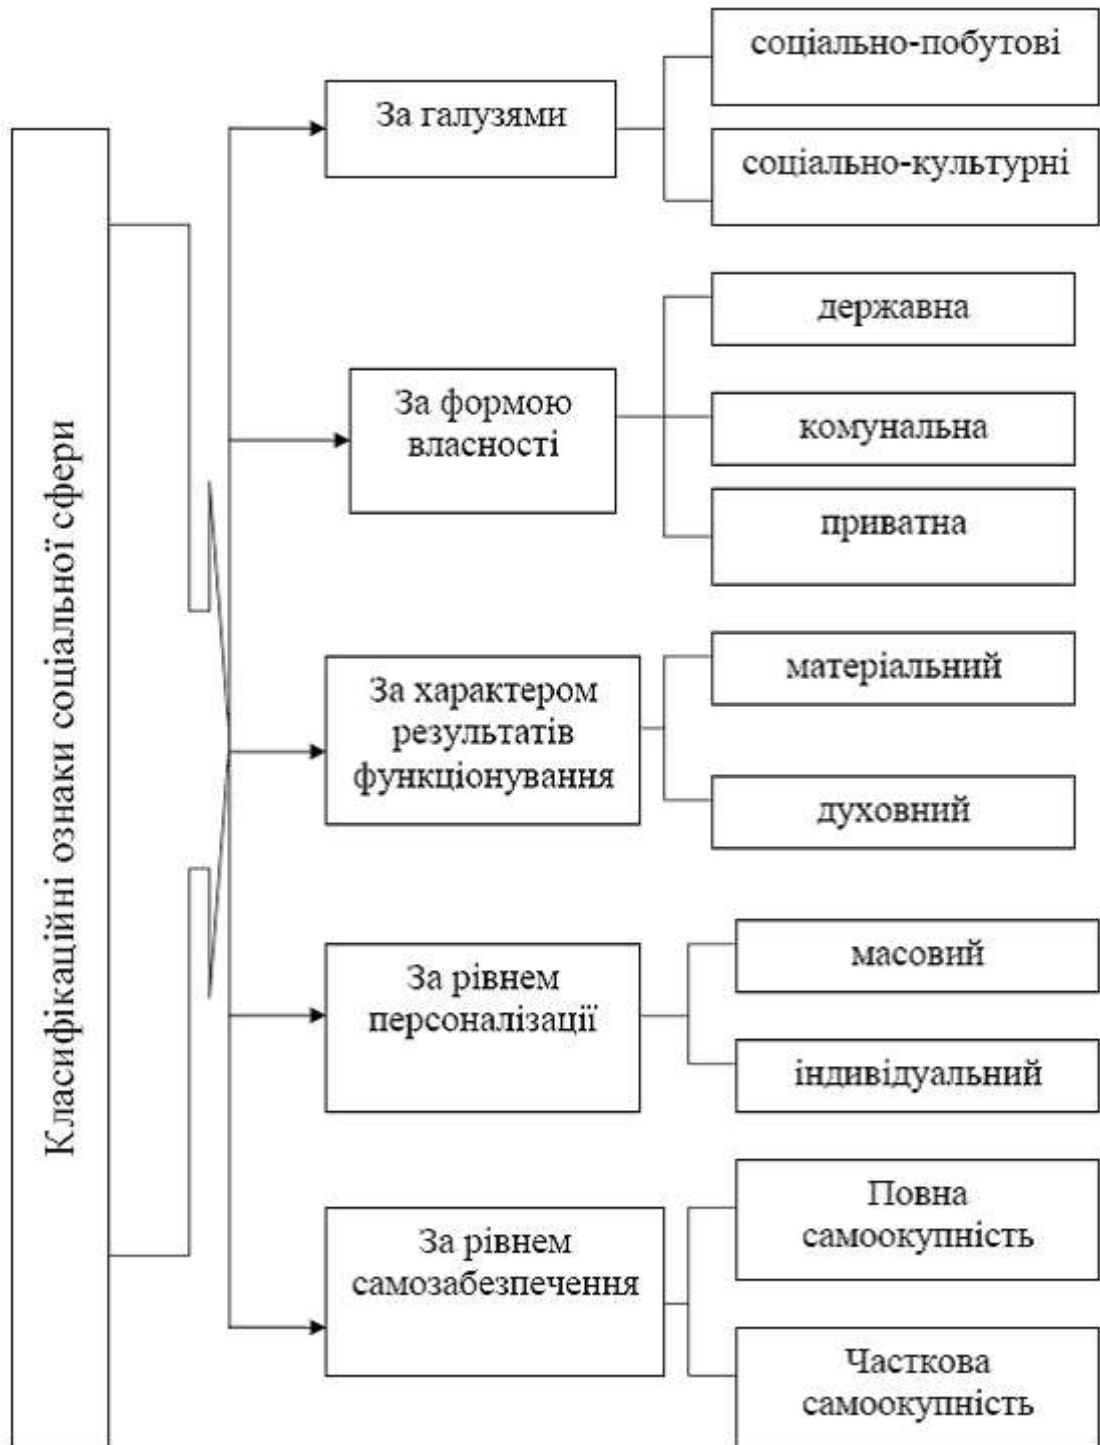 Класифікаційні ознаки соціальної сфери
За галузями
соціально-побутові
соціально-культурні
За формою
власності
державна
комунальна
приватна
За характером
результатів
функціонування
матеріальний
духовний
За рівнем
персоналізації
масовий
індивідуальний
За рівнем
самозабезпечення
Повна
самоокупність
Часткова
самоокупність